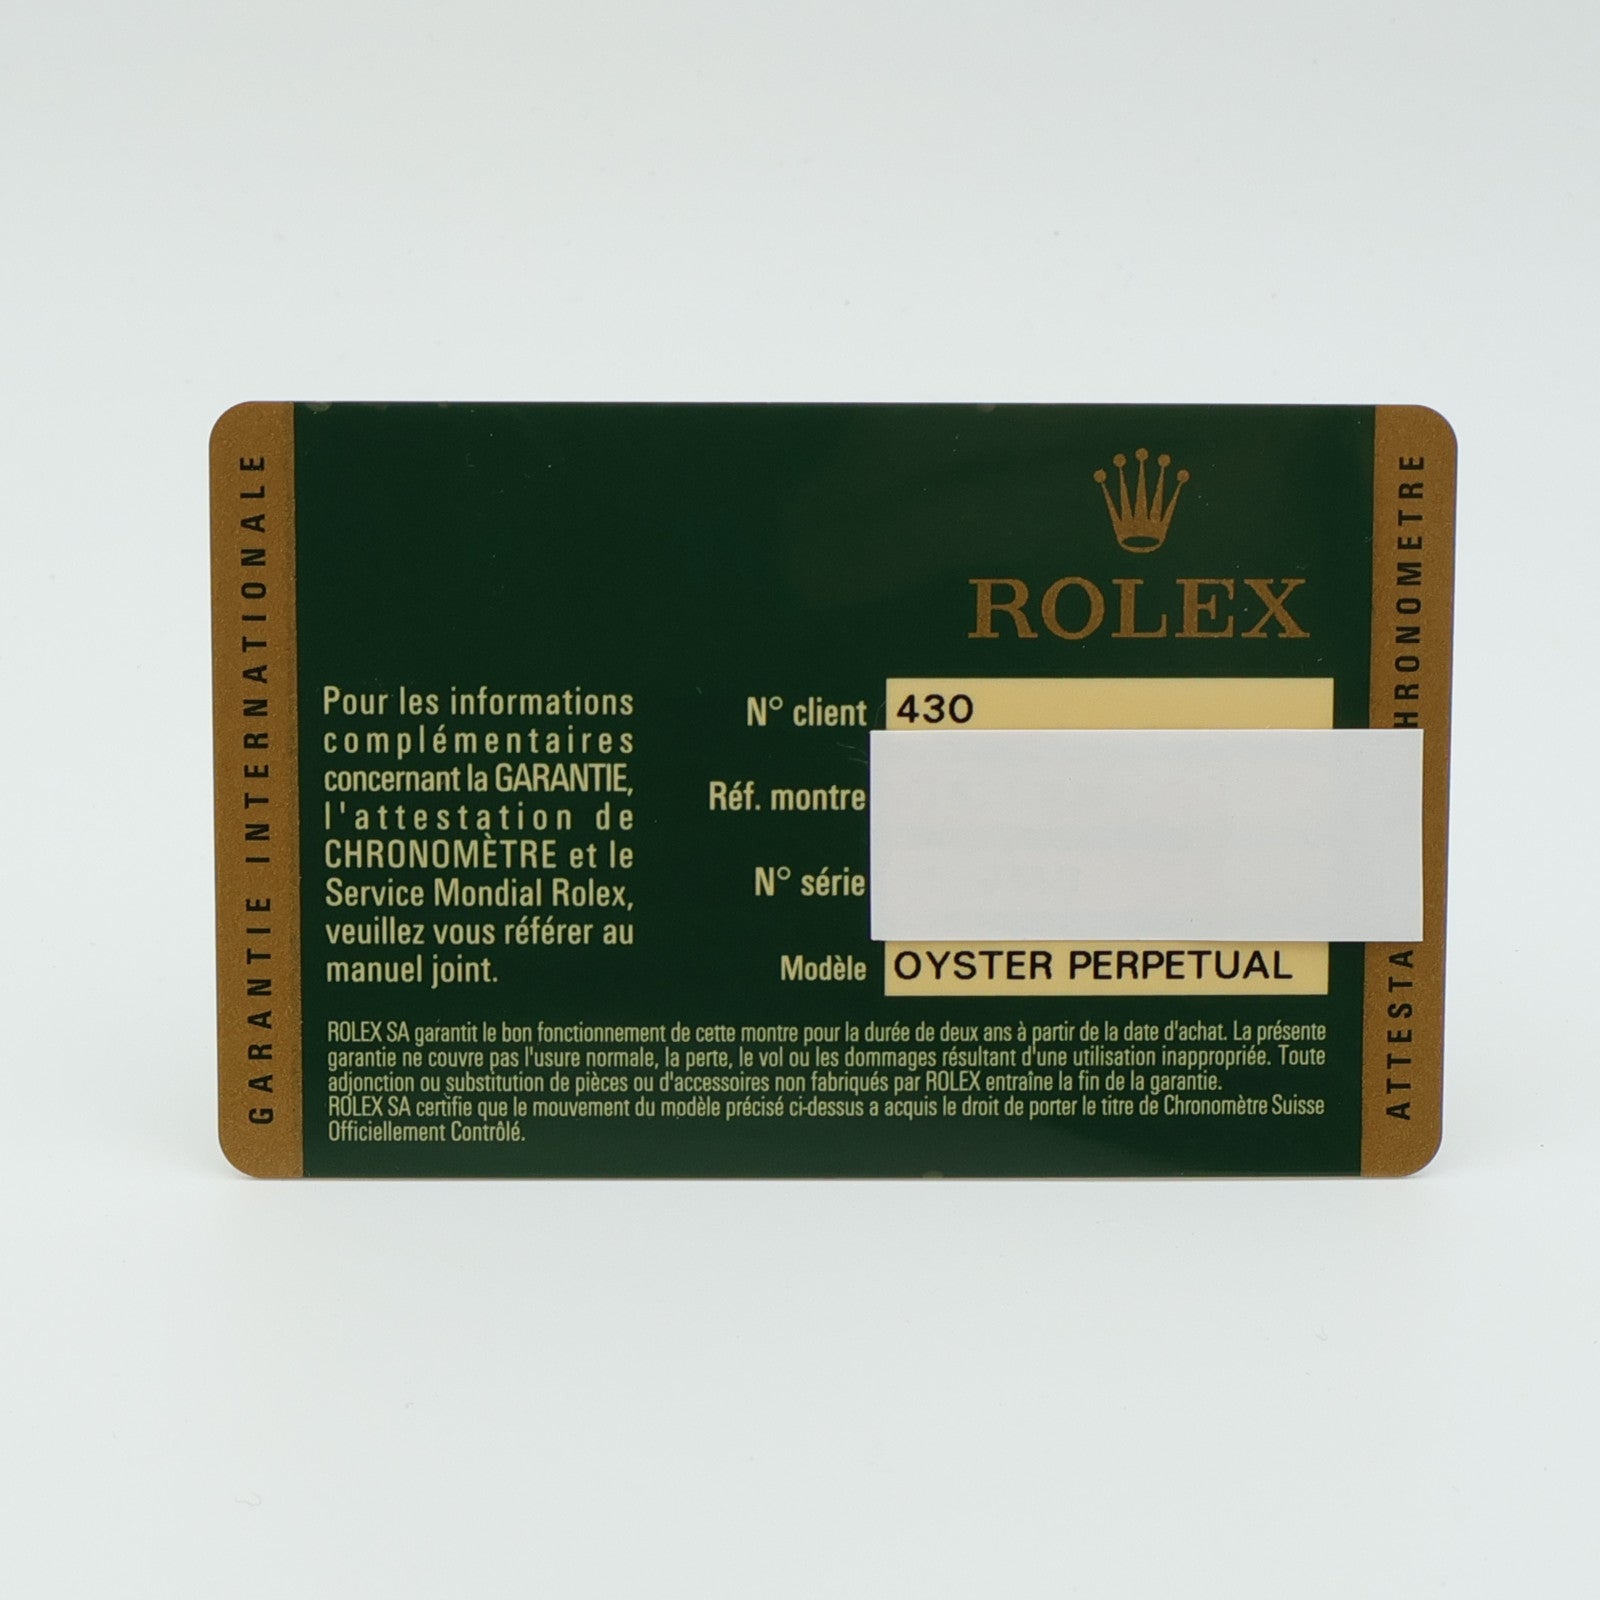 GARANTIE INTERNATIONALE
ROLEX
Pour les informations
complémentaires
concernant la GARANTIE,
l'attestation de
CHRONOMÈTRE et le
Service Mondial Rolex,
veuillez vous référer au
manuel joint.
N° client 430
Réf. montre
N° série
Modèle OYSTER PERPETUAL
ROLEX SA garantit le bon fonctionnement de cette montre pour la durée de deux ans à partir de la date d'achat. La présente
garantie ne couvre pas l'usure normale, la perte, le vol ou les dommages résultant d'une utilisation inappropriée. Toute
adjonction ou substitution de pièces ou d'accessoires non fabriqués par ROLEX entraîne la fin de la garantie.
ROLEX SA certifie que le mouvement du modèle précisé ci-dessus a acquis le droit de porter le titre de Chronomètre Suisse
Officiellement Contrôlé.
ATTESTA HRONOMETRE